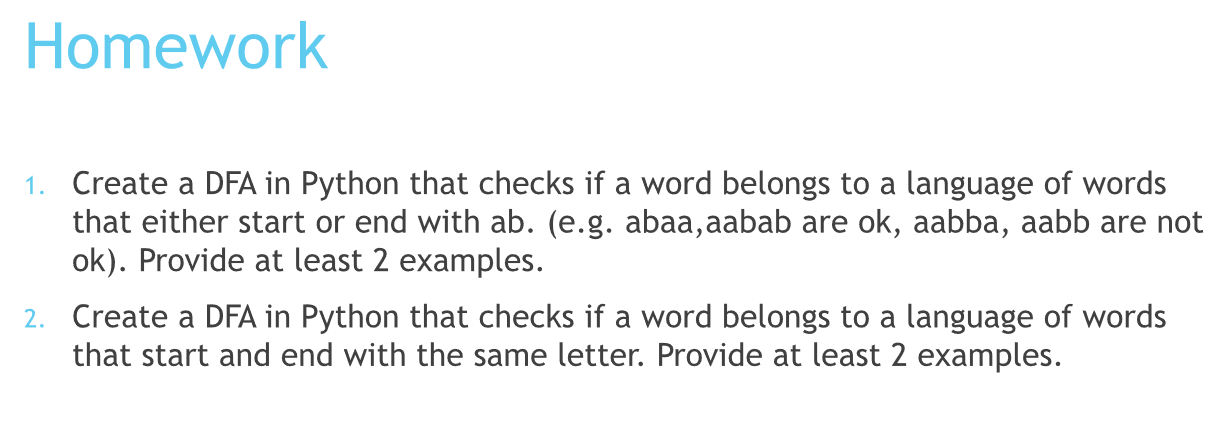 Homework
1. Create a DFA in Python that checks if a word belongs to a language of words
that either start or end with ab. (e.g. abaa,aabab are ok, aabba, aabb are not
ok). Provide at least 2 examples.
2. Create a DFA in Python that checks if a word belongs to a language of words
that start and end with the same letter. Provide at least 2 examples.